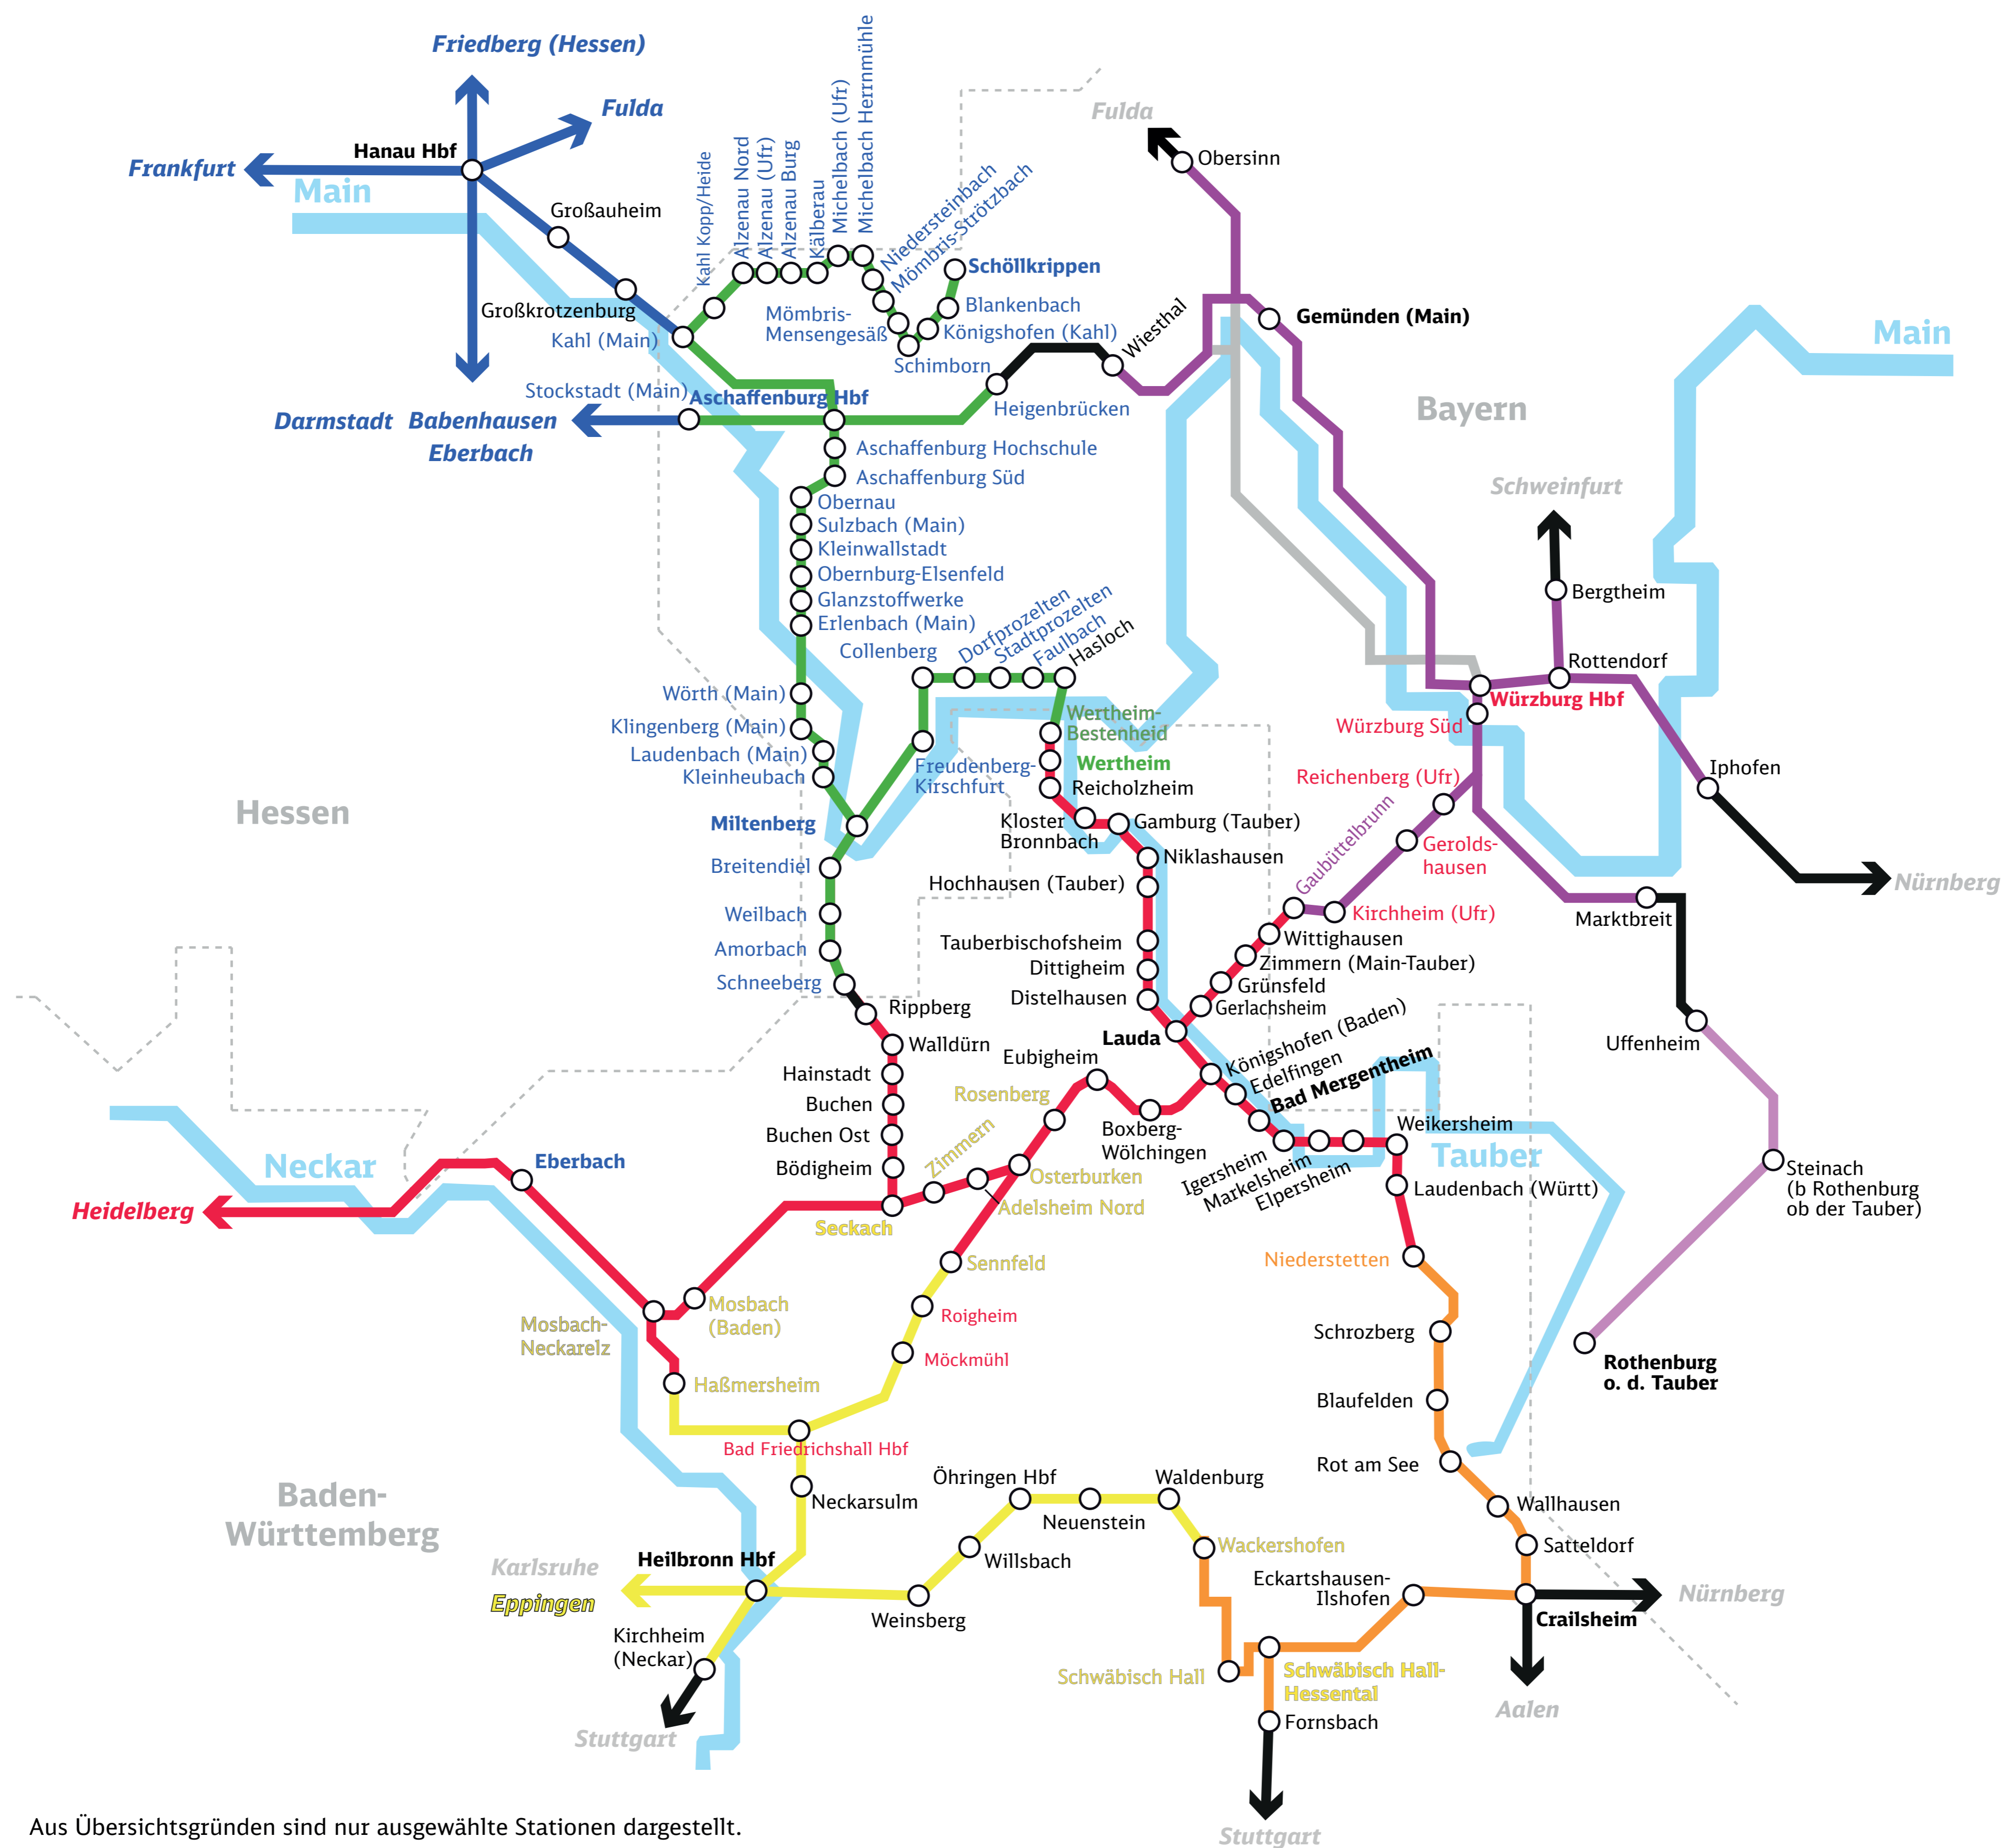 Friedberg (Hessen)
Fulda
Hanau Hbf
Frankfurt
Main
Großauheim
Großkrotzenburg
Kahl (Main)
Kahl Kopp/Heide
Alzenau Nord
Alzenau (Ufr)
Alzenau Burg
Kälberau
Michelbach (Ufr)
Michelbach Herrnmühle
Niedersteinbach
Mömbris-Strötzbach
Mömbris-
Mensengesäß
Schimborn
Königshofen (Kahl)
Blankenbach
Schöllkrippen
Fulda
Obersinn
Wiesthal
Heigenbrücken
Gemünden (Main)
Main
Bayern
Stockstadt (Main)
Aschaffenburg Hbf
Darmstadt
Babenhausen
Eberbach
Aschaffenburg Hochschule
Aschaffenburg Süd
Obernau
Sulzbach (Main)
Kleinwallstadt
Obernburg-Elsenfeld
Glanzstoffwerke
Erlenbach (Main)
Wörth (Main)
Klingenberg (Main)
Laudenbach (Main)
Kleinheubach
Miltenberg
Breitendiel
Weilbach
Amorbach
Schneeberg
Collenberg
Dorfprozelten
Stadtprozelten
Faulbach
Hasloch
Freudenberg-
Kirschfurt
Wertheim-
Bestenheid
Wertheim
Reicholzheim
Kloster
Bronnbach
Gamburg (Tauber)
Niklashausen
Hochhausen (Tauber)
Tauberbischofsheim
Dittigheim
Distelhausen
Lauda
Schweinfurt
Bergtheim
Rottendorf
Würzburg Hbf
Würzburg Süd
Reichenberg (Ufr)
Gerolds-
hausen
Kirchheim (Ufr)
Gaubüttelbrunn
Wittighausen
Zimmern (Main-Tauber)
Grünsfeld
Gerlachsheim
Iphofen
Nürnberg
Marktbreit
Uffenheim
Steinach
(b Rothenburg
ob der Tauber)
Rothenburg
o. d. Tauber
Hessen
Rippberg
Walldürn
Hainstadt
Buchen
Buchen Ost
Bödigheim
Seckach
Zimmern
Adelsheim Nord
Osterburken
Rosenberg
Eubigheim
Boxberg-
Wölchingen
Königshofen (Baden)
Edelfingen
Bad Mergentheim
Igersheim
Markelsheim
Elpersheim
Weikersheim
Tauber
Laudenbach (Württ)
Niederstetten
Schrozberg
Blaufelden
Rot am See
Wallhausen
Satteldorf
Crailsheim
Nürnberg
Aalen
Neckar
Eberbach
Heidelberg
Mosbach-
Neckarelz
Mosbach
(Baden)
Haßmersheim
Sennfeld
Roigheim
Möckmühl
Bad Friedrichshall Hbf
Neckarsulm
Baden-
Württemberg
Karlsruhe
Eppingen
Heilbronn Hbf
Kirchheim
(Neckar)
Stuttgart
Weinsberg
Willsbach
Öhringen Hbf
Neuenstein
Waldenburg
Wackershofen
Schwäbisch Hall
Schwäbisch Hall-
Hessental
Eckartshausen-
Ilshofen
Fornsbach
Stuttgart
Aus Übersichtsgründen sind nur ausgewählte Stationen dargestellt.